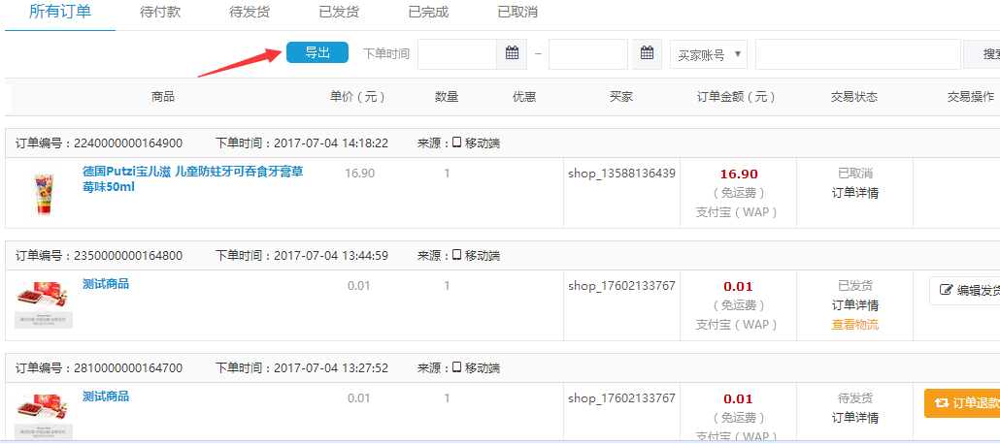 所有订单 待付款 待发货 已发货 已完成 已取消
导出 下单时间 – 买家账号 搜索
商品 单价（元） 数量 优惠 买家 订单金额（元） 交易状态 交易操作
订单编号：2240000000164900 下单时间：2017-07-04 14:18:22 来源： 移动端
德国Putzi宝儿滋 儿童防蛀牙可吞食牙膏草 16.90 1 shop_13588136439 16.90 已取消
莓味50ml （免运费） 订单详情
支付宝（WAP）
订单编号：2350000000164800 下单时间：2017-07-04 13:44:59 来源： 移动端
测试商品 0.01 1 shop_17602133767 0.01 已发货 编辑发货
（免运费） 订单详情
支付宝（WAP） 查看物流
订单编号：2810000000164700 下单时间：2017-07-04 13:27:52 来源： 移动端
测试商品 0.01 1 shop_17602133767 0.01 待发货 订单退款
（免运费） 订单详情
支付宝（WAP）